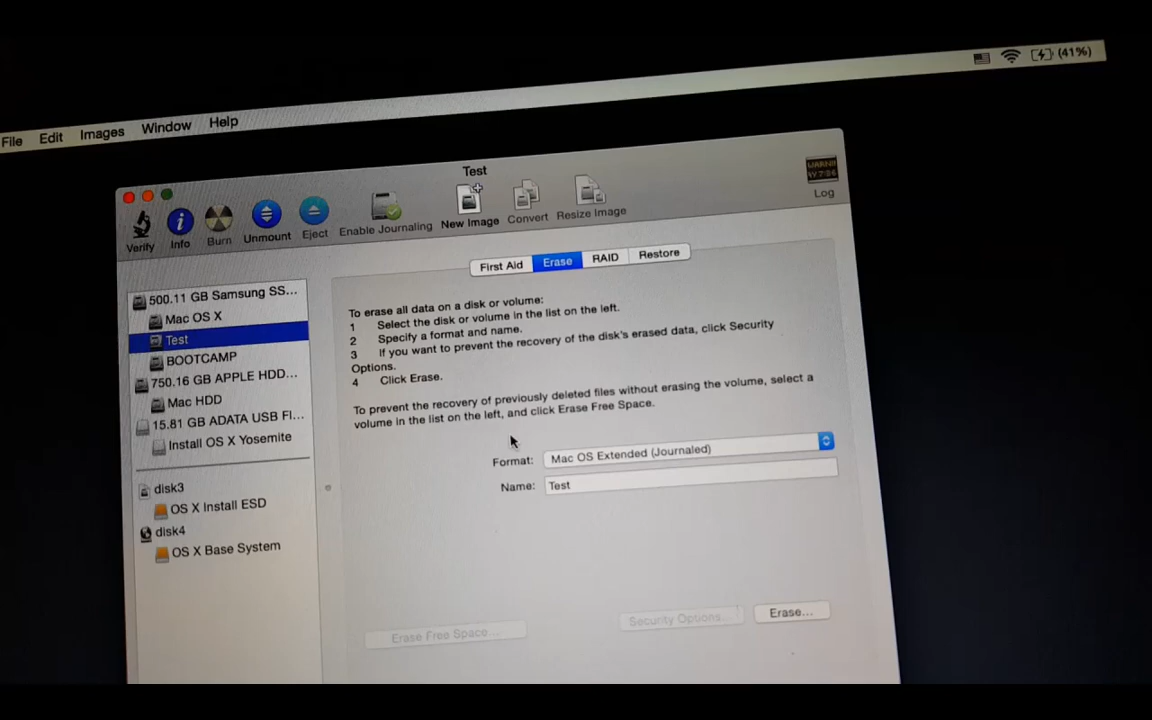 (41%)
File Edit Images Window Help
Test
Verify Info Burn Unmount Eject Enable Journaling New Image Convert Resize Image Log
First Aid Erase RAID Restore
500.11 GB Samsung SS...
Mac OS X
Test
BOOTCAMP
750.16 GB APPLE HDD...
Mac HDD
15.81 GB ADATA USB Fl...
Install OS X Yosemite
disk3
OS X Install ESD
disk4
OS X Base System
To erase all data on a disk or volume:
1 Select the disk or volume in the list on the left.
2 Specify a format and name.
3 If you want to prevent the recovery of the disk's erased data, click Security
Options.
4 Click Erase.
To prevent the recovery of previously deleted files without erasing the volume, select a
volume in the list on the left, and click Erase Free Space.
Format: Mac OS Extended (Journaled)
Name: Test
Erase Free Space... Security Options... Erase...